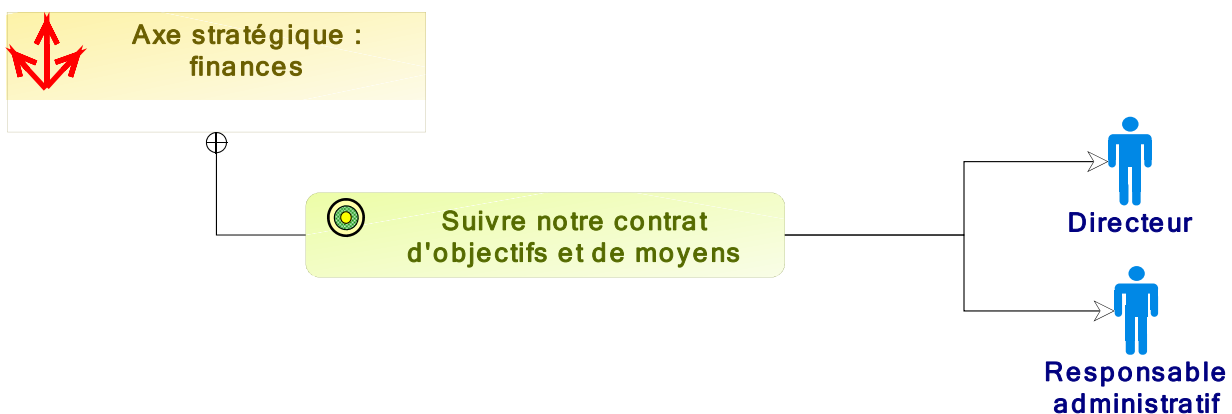 Axe stratégique :
finances
Suivre notre contrat
d'objectifs et de moyens
Directeur
Responsable
administratif